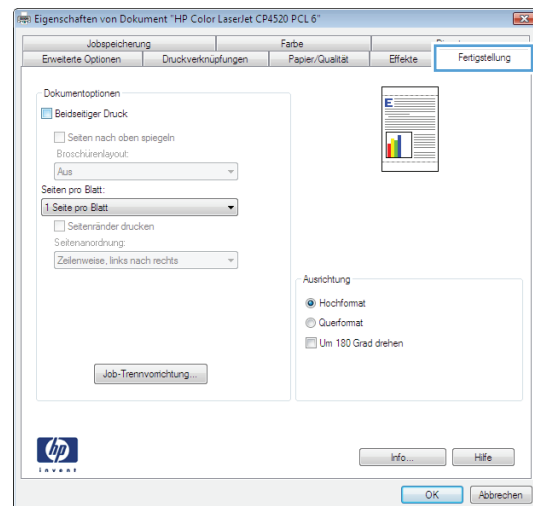 Eigenschaften von Dokument "HP Color LaserJet CP4520 PCL 6"
Jobspeicherung
Farbe
Erweiterte Optionen
Druckverknüpfungen
Papier/Qualität
Effekte
Fertigstellung
Dokumentoptionen
Beidseitiger Druck
Seiten nach oben spiegeln
Broschürenlayout:
Aus
Seiten pro Blatt:
1 Seite pro Blatt
Seitenränder drucken
Seitenanordnung:
Zeilenweise, links nach rechts
E
Ausrichtung
Hochformat
Querformat
Um 180 Grad drehen
Job-Trennvorrichtung...
hp
invent
Info...
Hilfe
OK
Abbrechen